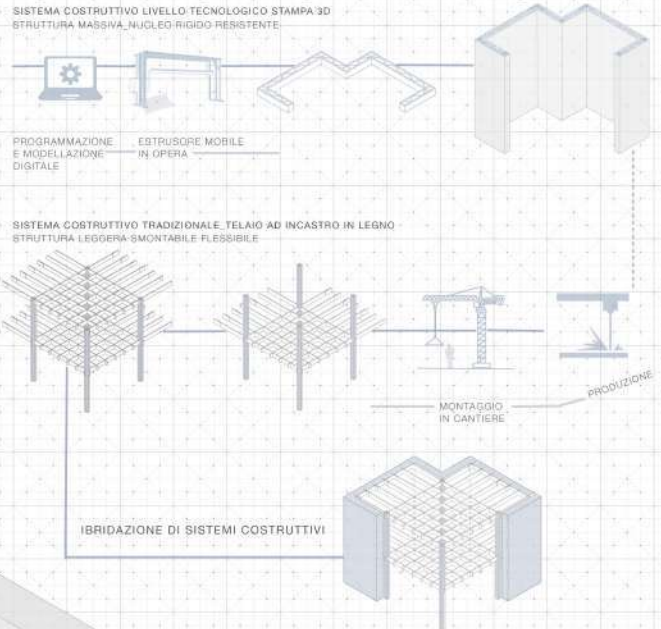 SISTEMA COSTRUTTIVO LIVELLO TECNOLOGICO STAMPA 3D
STRUTTURA MASSIVA_NUCLEO RIGIDO RESISTENTE
PROGRAMMAZIONE
E MODELLAZIONE
DIGITALE
ESTRUSORE MOBILE
IN OPERA
SISTEMA COSTRUTTIVO TRADIZIONALE_TELAIO AD INCASTRO IN LEGNO
STRUTTURA LEGGERA SMONTABILE FLESSIBILE
PRODUZIONE
MONTAGGIO
IN CANTIERE
IBRIDAZIONE DI SISTEMI COSTRUTTIVI